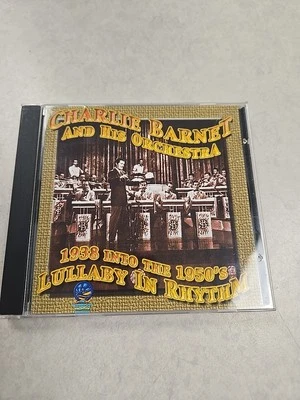 CHARLIE BARNET
AND HIS ORCHESTRA
1938 INTO THE 1950'S
LULLABY IN RHYTHM